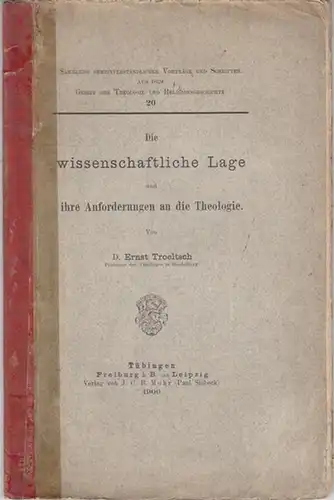 Sammlung gemeinverständlicher Vorträge und Schriften
aus dem
Gebiet der Theologie und Religionsgeschichte
20
Die
wissenschaftliche Lage
und
ihre Anforderungen an die Theologie.
Von
D. Ernst Troeltsch
Professor der Theologie in Heidelberg
Tübingen
Freiburg i. B. und Leipzig
Verlag von J. C. B. Mohr (Paul Siebeck)
1900